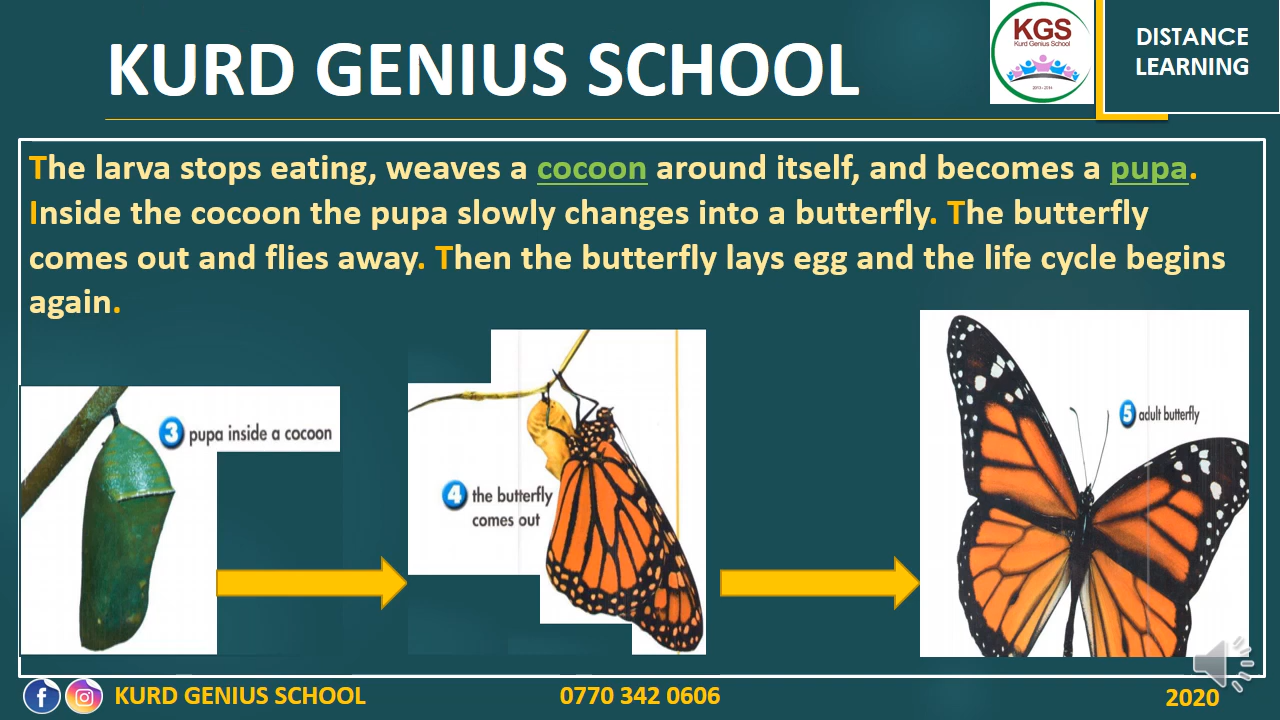 KURD GENIUS SCHOOL
KGS
Kurd Genius School
DISTANCE
LEARNING
The larva stops eating, weaves a cocoon around itself, and becomes a pupa.
Inside the cocoon the pupa slowly changes into a butterfly. The butterfly
comes out and flies away. Then the butterfly lays egg and the life cycle begins
again.
3 pupa inside a cocoon
4 the butterfly
comes out
5 adult butterfly
KURD GENIUS SCHOOL
0770 342 0606
2020